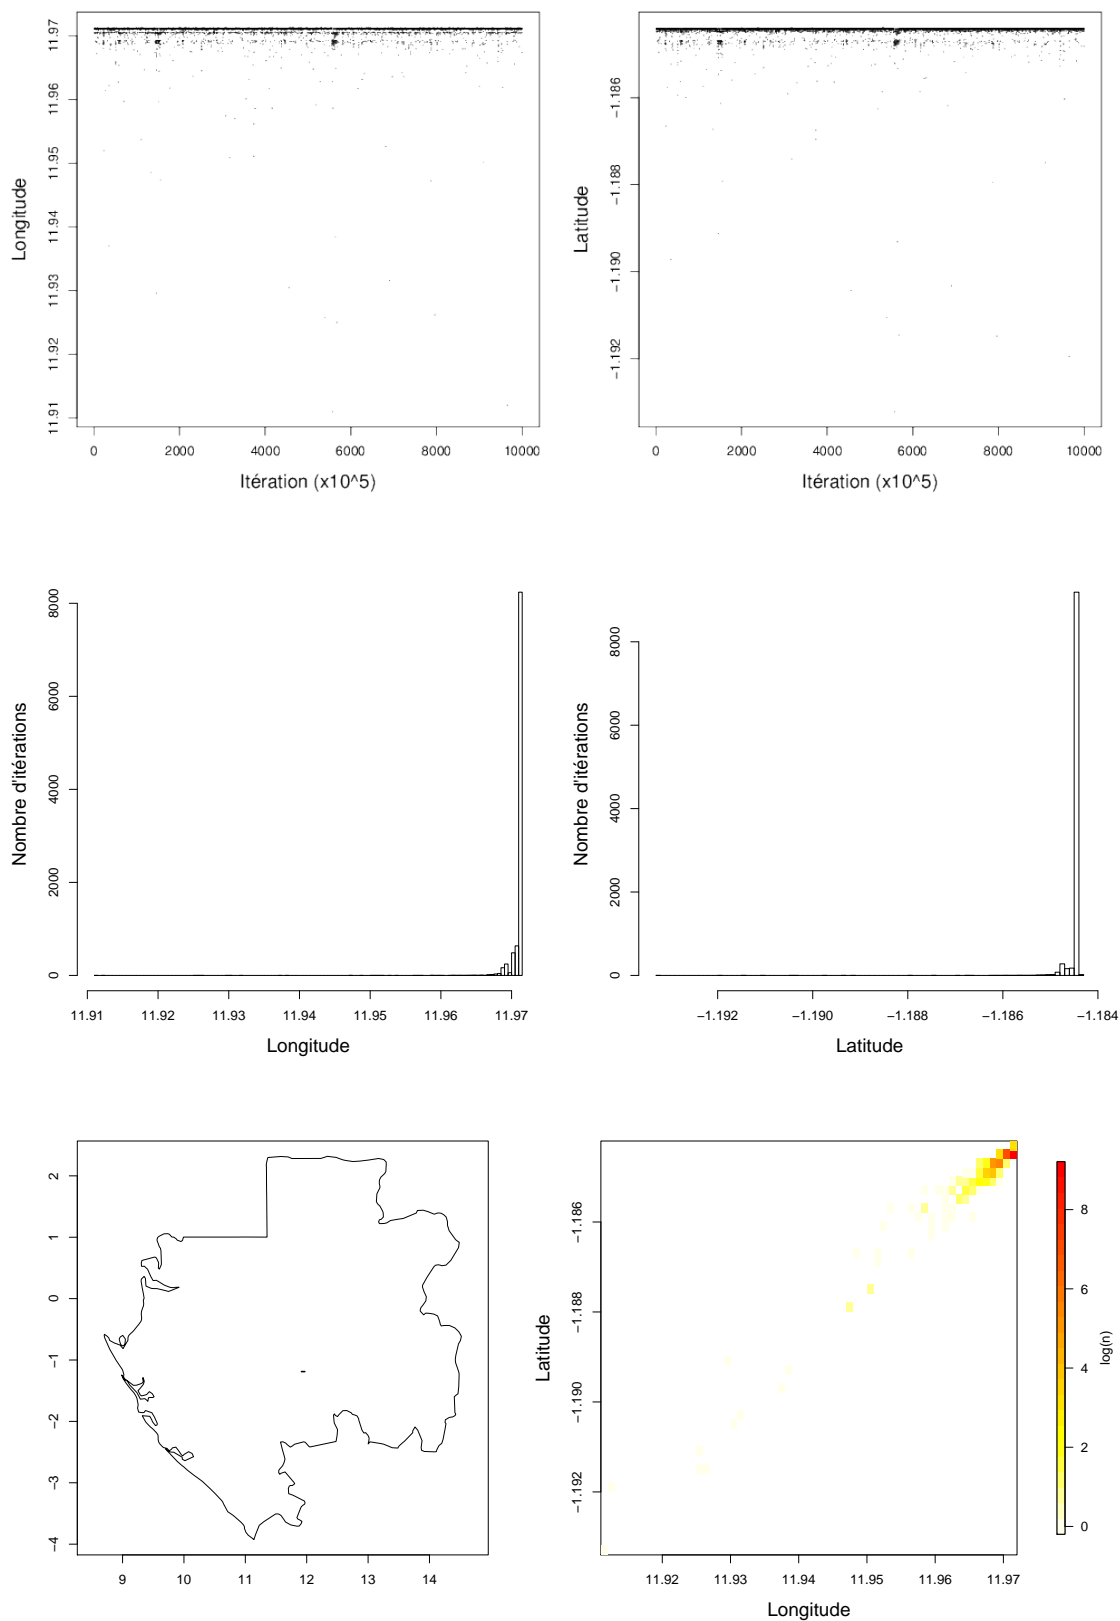 11.97
11.96
11.95
11.94
11.93
11.92
11.91
Longitude
0 2000 4000 6000 8000 10000
Itération (x10^5)
−1.186
−1.188
−1.190
−1.192
Latitude
0 2000 4000 6000 8000 10000
Itération (x10^5)
8000
6000
4000
2000
0
Nombre d'itérations
11.91 11.92 11.93 11.94 11.95 11.96 11.97
Longitude
8000
6000
4000
2000
0
Nombre d'itérations
−1.192 −1.190 −1.188 −1.186 −1.184
Latitude
2
1
0
−1
−2
−3
−4
9 10 11 12 13 14
−1.186
−1.188
−1.190
−1.192
Latitude
11.92 11.93 11.94 11.95 11.96 11.97
Longitude
8
6
4
2
0
log(n)